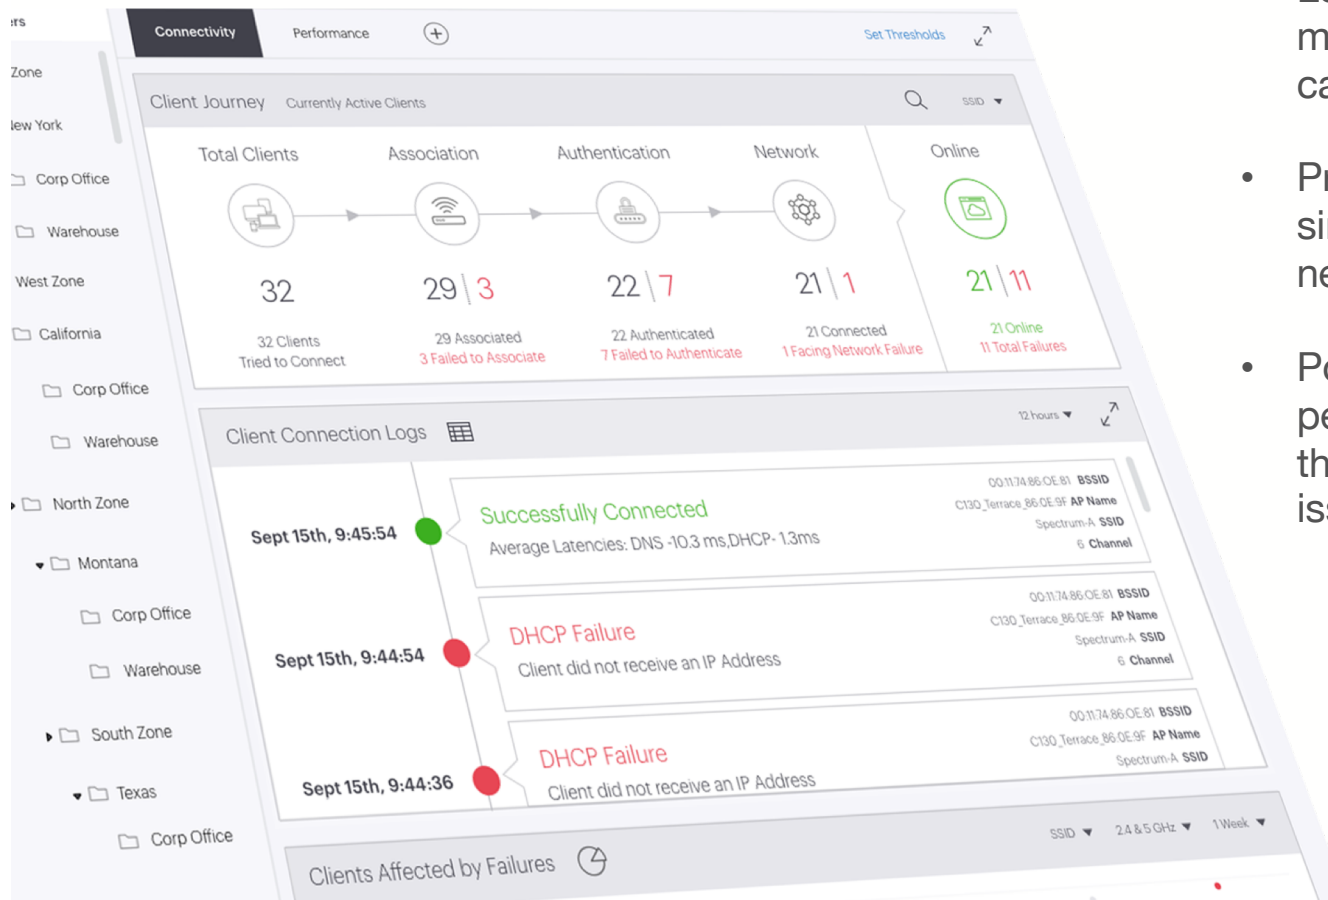 Connectivity
Performance
Set Thresholds
Zone
New York
Corp Office
Warehouse
West Zone
California
Corp Office
Warehouse
North Zone
Montana
Corp Office
Warehouse
South Zone
Texas
Corp Office
Client Journey Currently Active Clients
SSID
Total Clients
Association
Authentication
Network
Online
32
29 | 3
22 | 7
21 | 1
21 | 11
32 Clients
Tried to Connect
29 Associated
3 Failed to Associate
22 Authenticated
7 Failed to Authenticate
21 Connected
1 Facing Network Failure
21 Online
11 Total Failures
Client Connection Logs
12 hours
Sept 15th, 9:45:54
Successfully Connected
Average Latencies: DNS -10.3 ms,DHCP- 1.3ms
00:11:74:86:OE:81 BSSID
C130_Terrace_86:0E:9F AP Name
Spectrum-A SSID
6 Channel
Sept 15th, 9:44:54
DHCP Failure
Client did not receive an IP Address
00:11:74:86:OE:81 BSSID
C130_Terrace_86:0E:9F AP Name
Spectrum-A SSID
6 Channel
Sept 15th, 9:44:36
DHCP Failure
Client did not receive an IP Address
00:11:74:86:OE:81 BSSID
C130_Terrace_86:0E:9F AP Name
Spectrum-A SSID
Clients Affected by Failures
SSID
2.4 & 5 GHz
1 Week